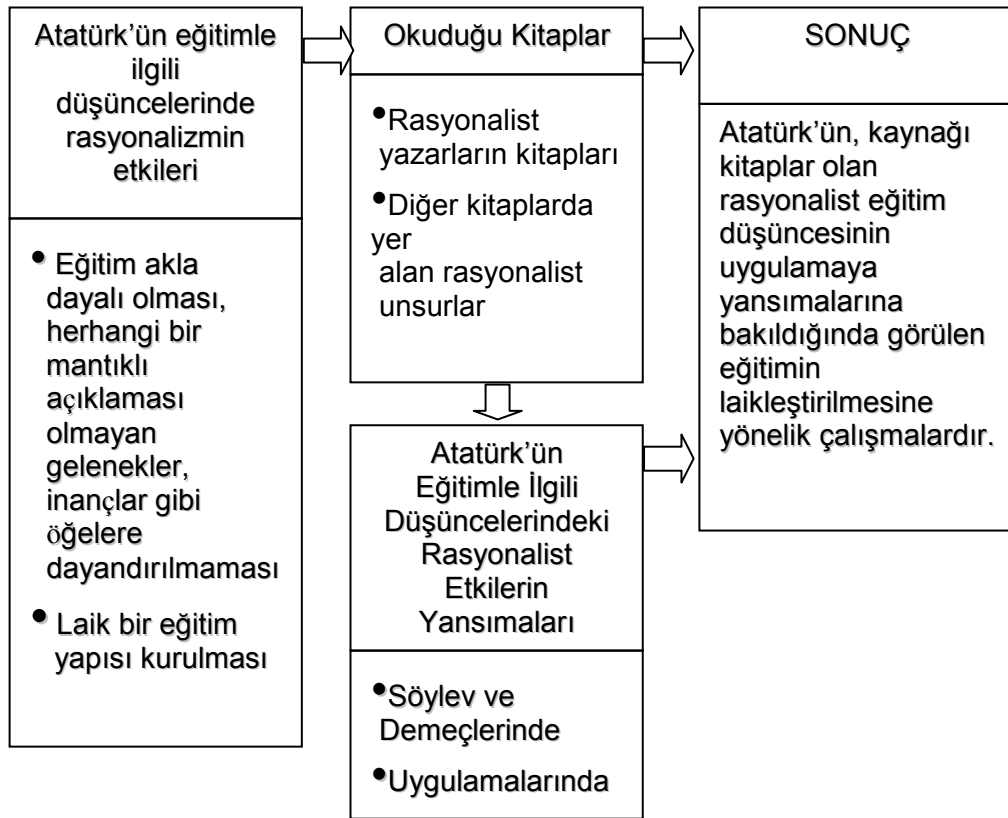 Atatürk’ün eğitimle
ilgili
düşüncelerinde
rasyonalizmin
etkileri
• Eğitim akla
dayalı olması,
herhangi bir
mantıklı
açıklaması
olmayan
gelenekler,
inançlar gibi
öğelere
dayandırılmaması
• Laik bir eğitim
yapısı kurulması
Okuduğu Kitaplar
•Rasyonalist
yazarların kitapları
•Diğer kitaplarda
yer
alan rasyonalist
unsurlar
Atatürk’ün
Eğitimle İlgili
Düşüncelerindeki
Rasyonalist
Etkilerin
Yansımaları
•Söylev ve
Demeçlerinde
•Uygulamalarında
SONUÇ
Atatürk’ün, kaynağı
kitaplar olan
rasyonalist eğitim
düşüncesinin
uygulamaya
yansımalarına
bakıldığında görülen
eğitimin
laikleştirilmesine
yönelik çalışmalardır.